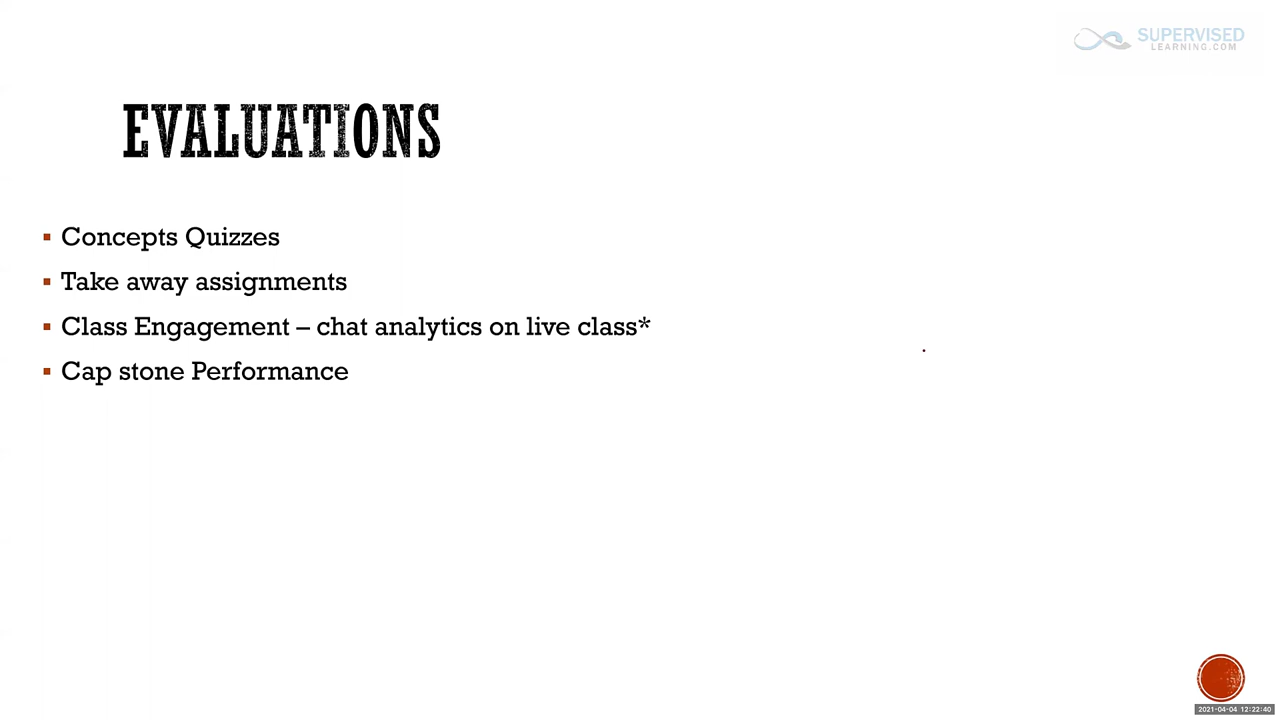 SUPERVISED
LEARNING.COM
EVALUATIONS
▪ Concepts Quizzes
▪ Take away assignments
▪ Class Engagement – chat analytics on live class*
▪ Cap stone Performance
2021-04-04 12:22:40